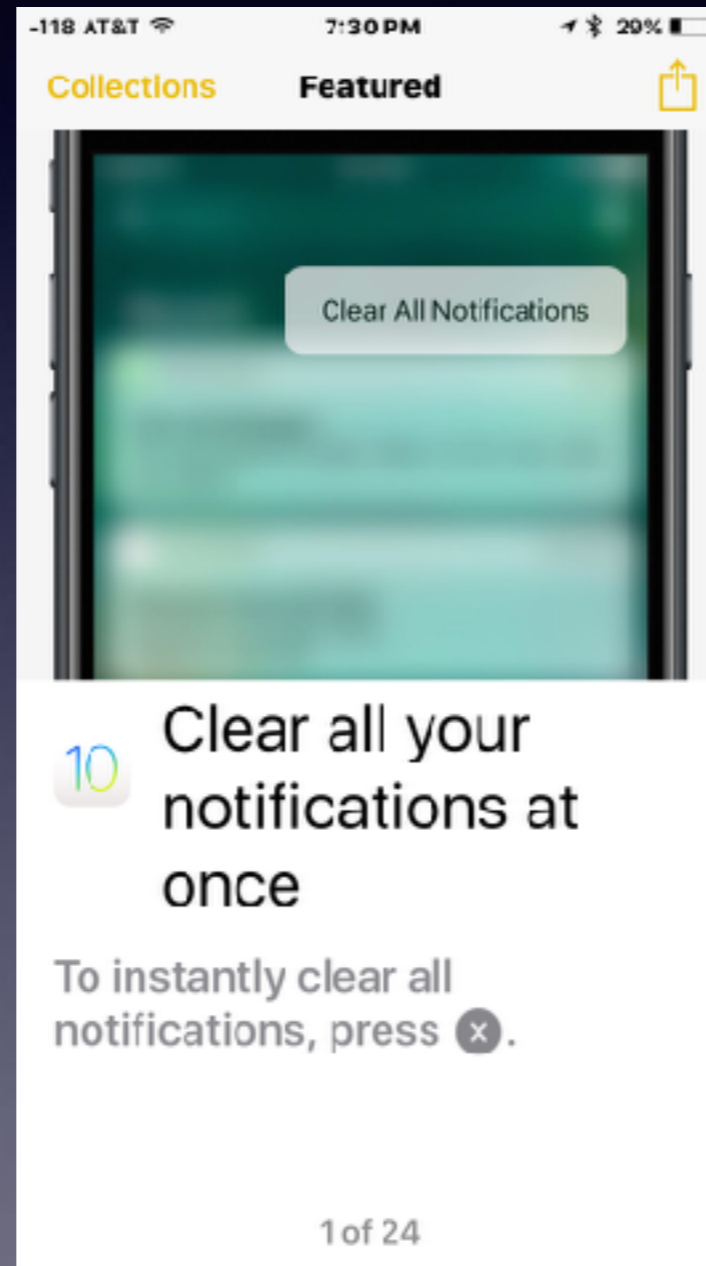 -118 AT&T 7:30 PM 29%
Collections Featured
Clear All Notifications
10
Clear all your
notifications at
once
To instantly clear all
notifications, press ⓧ.
1 of 24